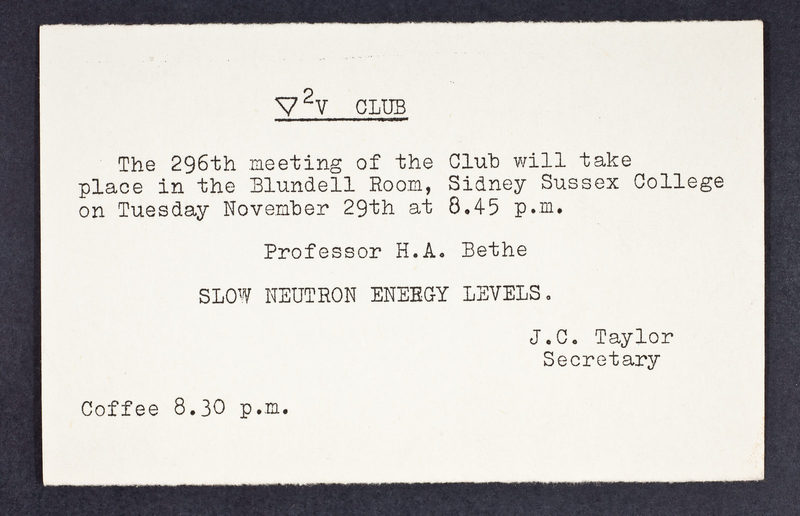 ∇²V CLUB
The 296th meeting of the Club will take
place in the Blundell Room, Sidney Sussex College
on Tuesday November 29th at 8.45 p.m.
Professor H.A. Bethe
SLOW NEUTRON ENERGY LEVELS.
J.C. Taylor
Secretary
Coffee 8.30 p.m.